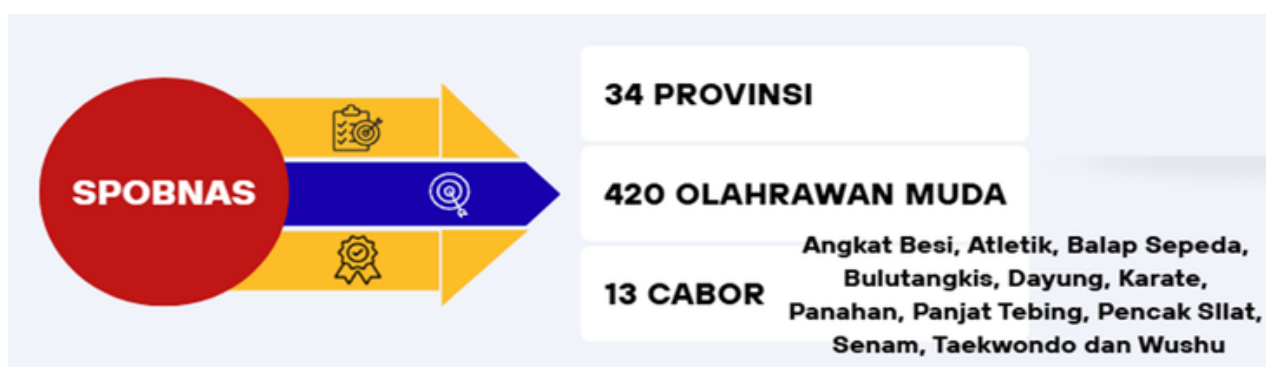 SPOBNAS
34 PROVINSI
420 OLAHRAWAN MUDA
13 CABOR
Angkat Besi, Atletik, Balap Sepeda,
Bulutangkis, Dayung, Karate,
Panahan, Panjat Tebing, Pencak SIlat,
Senam, Taekwondo dan Wushu